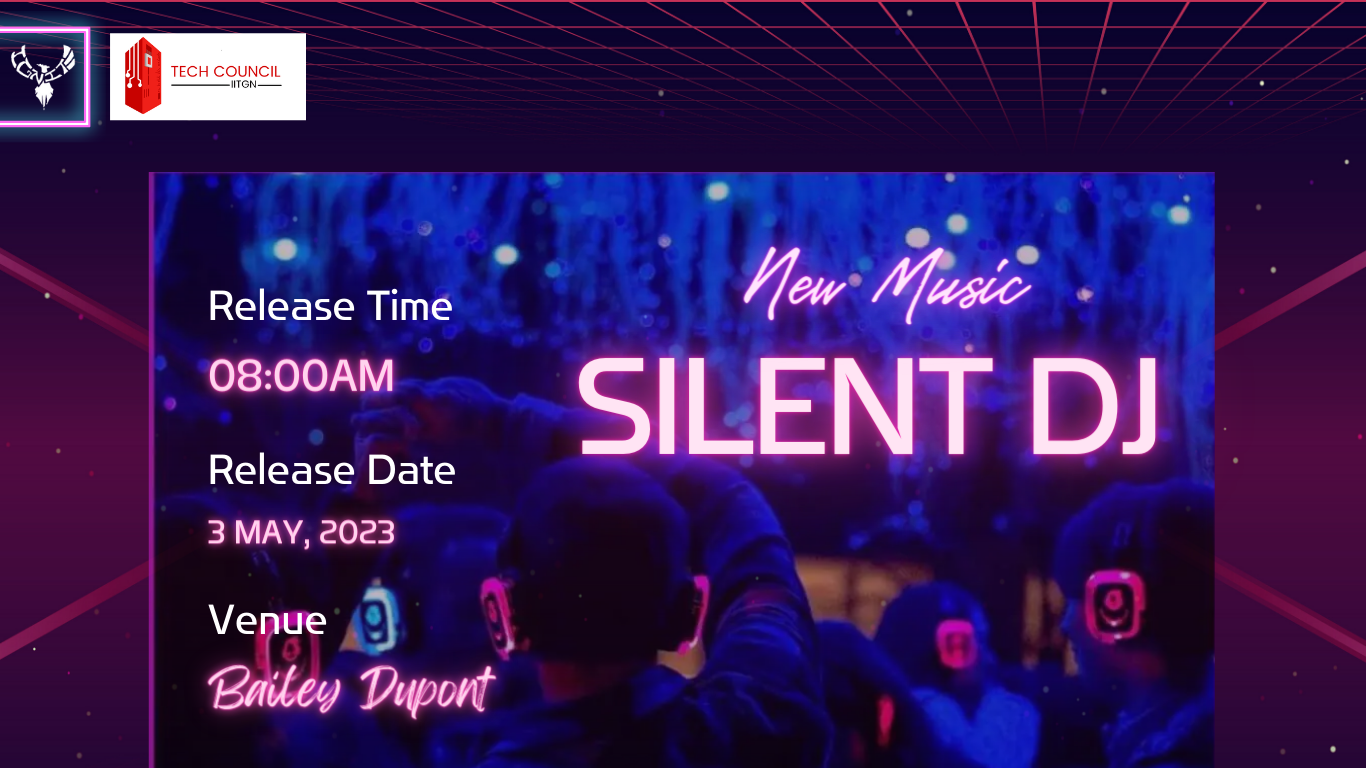 TECH COUNCIL
IITGN
Release Time
08:00AM
Release Date
3 MAY, 2023
Venue
Bailey Dupont
New Music
SILENT DJ